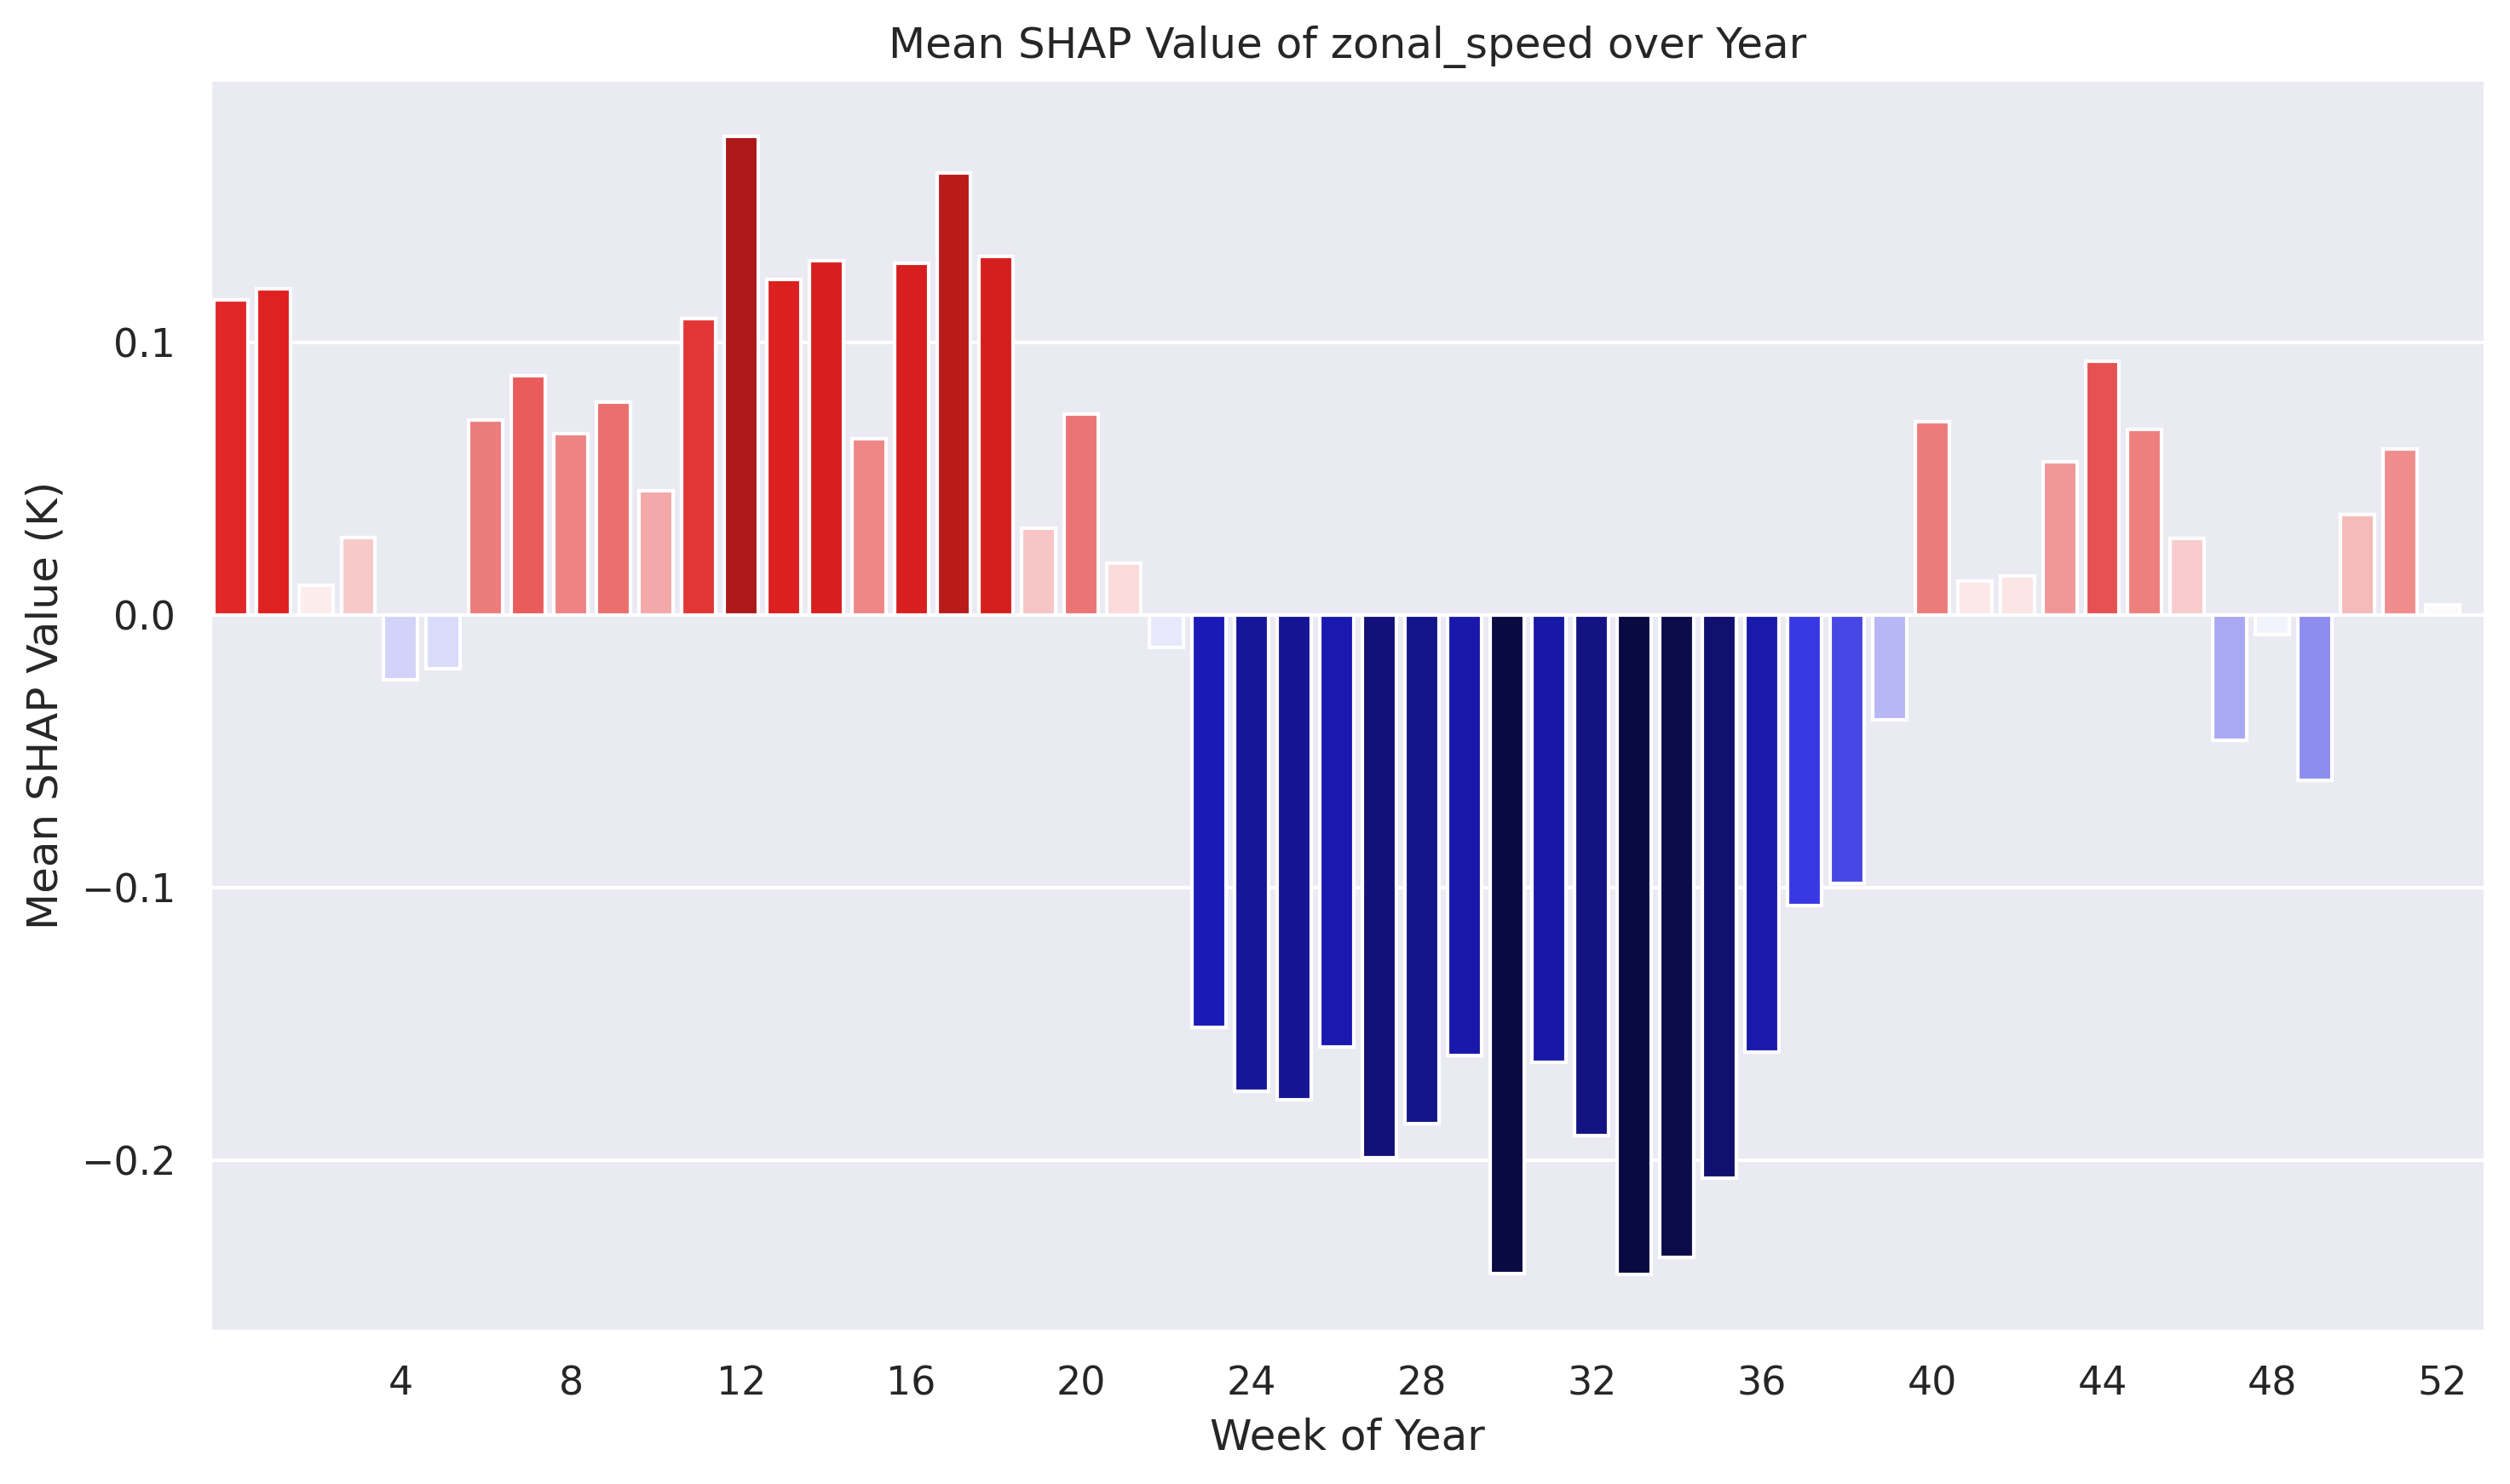 Mean SHAP Value of zonal_speed over Year
Mean SHAP Value (K)
0.1
0.0
−0.1
−0.2
4 8 12 16 20 24 28 32 36 40 44 48 52
Week of Year